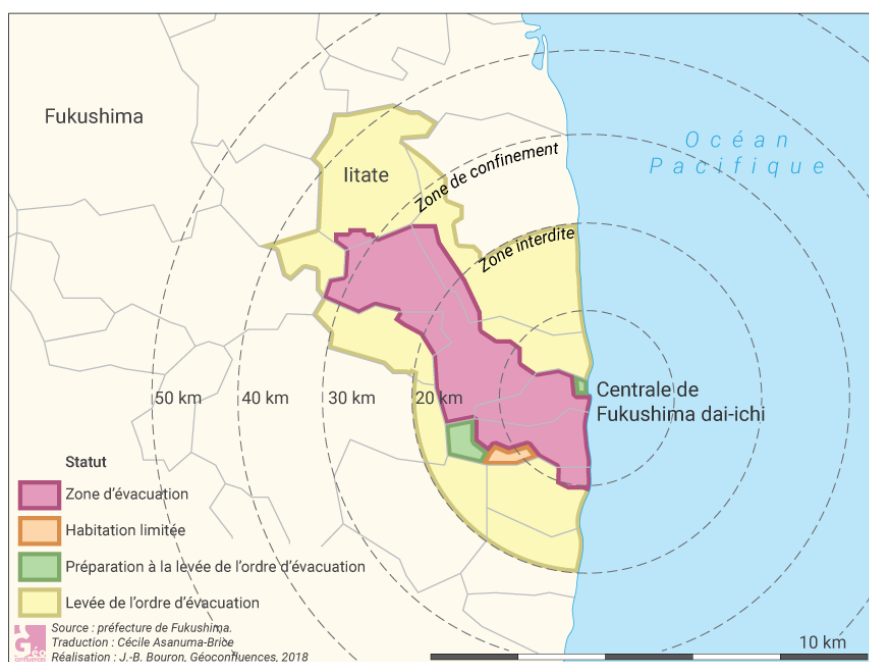 Fukushima
Océan
Pacifique
Iitate
Zone de confinement
Zone interdite
50 km
40 km
30 km
20 km
Centrale de
Fukushima dai-ichi
Statut
Zone d'évacuation
Habitation limitée
Préparation à la levée de l'ordre d'évacuation
Levée de l'ordre d'évacuation
Source : préfecture de Fukushima.
Traduction : Cécile Asanuma-Brice
Réalisation : J.-B. Bouron, Géoconfluences, 2018
Géo
confluences
10 km